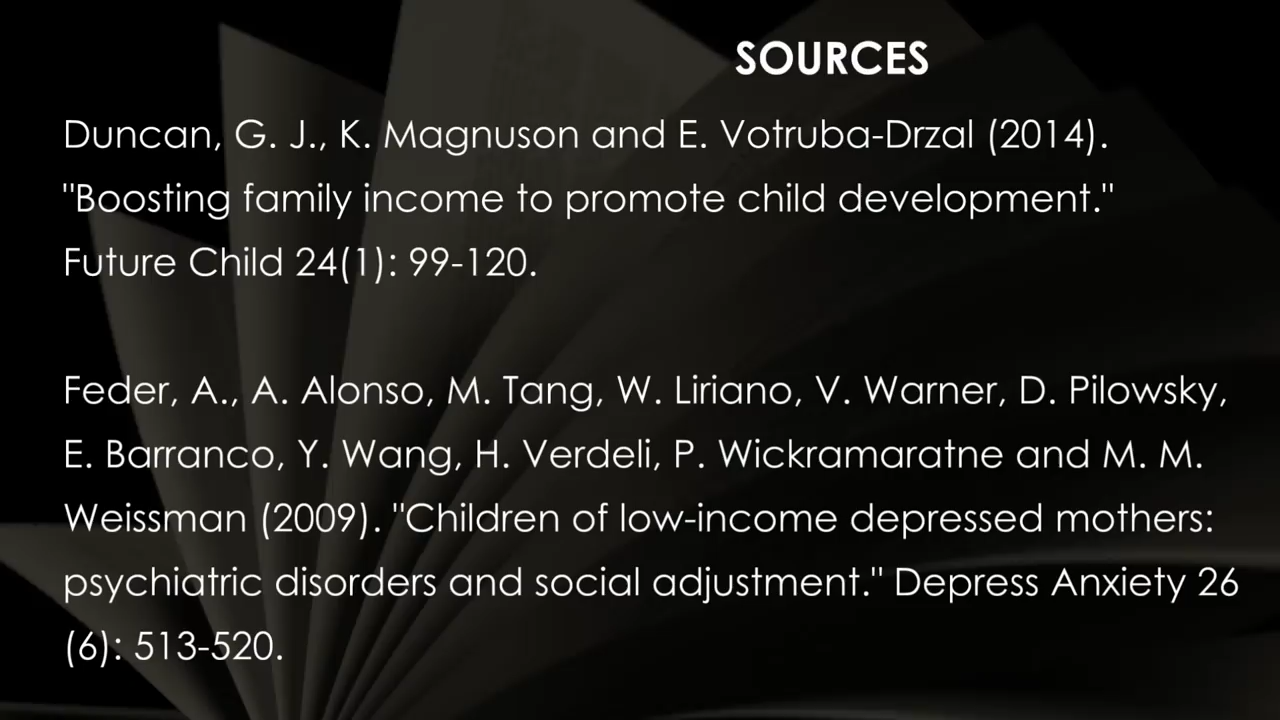 SOURCES
Duncan, G. J., K. Magnuson and E. Votruba-Drzal (2014).
"Boosting family income to promote child development."
Future Child 24(1): 99-120.
Feder, A., A. Alonso, M. Tang, W. Liriano, V. Warner, D. Pilowsky,
E. Barranco, Y. Wang, H. Verdeli, P. Wickramaratne and M. M.
Weissman (2009). "Children of low-income depressed mothers:
psychiatric disorders and social adjustment." Depress Anxiety 26
(6): 513-520.